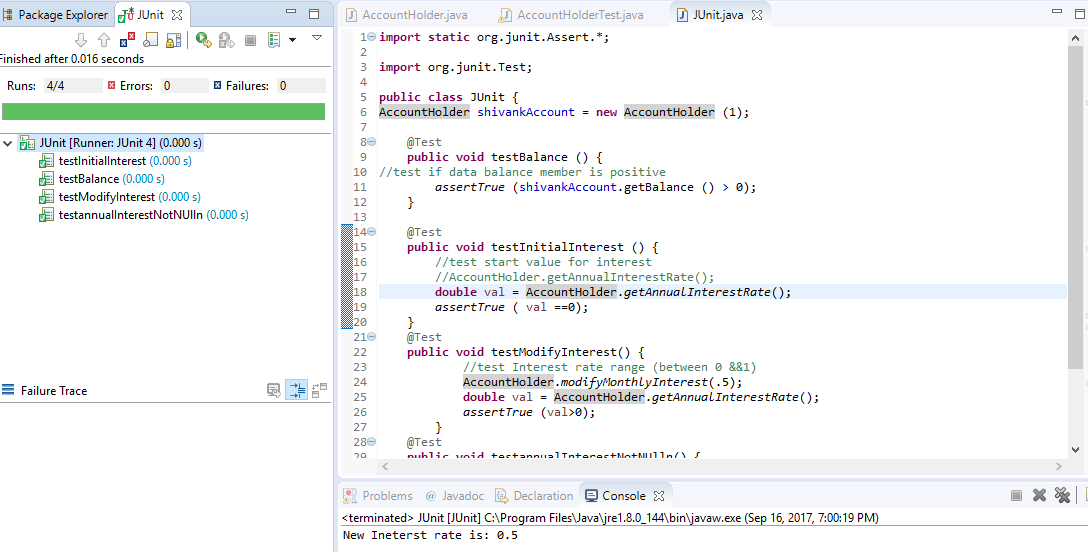 Package Explorer JUnit
Finished after 0.016 seconds
Runs: 4/4 Errors: 0 Failures: 0
JUnit [Runner: JUnit 4] (0.000 s)
testInitialInterest (0.000 s)
testBalance (0.000 s)
testModifyInterest (0.000 s)
testannualInterestNotNUlln (0.000 s)
Failure Trace
AccountHolder.java AccountHolderTest.java JUnit.java
1 import static org.junit.Assert.*;
2
3 import org.junit.Test;
4
5 public class JUnit {
6 AccountHolder shivankAccount = new AccountHolder (1);
7
8 @Test
9 public void testBalance () {
10 //test if data balance member is positive
11 assertTrue (shivankAccount.getBalance () > 0);
12 }
13
14 @Test
15 public void testInitialInterest () {
16 //test start value for interest
17 //AccountHolder.getAnnualInterestRate();
18 double val = AccountHolder.getAnnualInterestRate();
19 assertTrue ( val ==0);
20 }
21 @Test
22 public void testModifyInterest() {
23 //test Interest rate range (between 0 &&1)
24 AccountHolder.modifyMonthlyInterest(.5);
25 double val = AccountHolder.getAnnualInterestRate();
26 assertTrue (val>0);
27 }
28 @Test
29 public void testannualInterestNotNUlln() {
Problems @ Javadoc Declaration Console
<terminated> JUnit [JUnit] C:\Program Files\Java\jre1.8.0_144\bin\javaw.exe (Sep 16, 2017, 7:00:19 PM)
New Ineterst rate is: 0.5